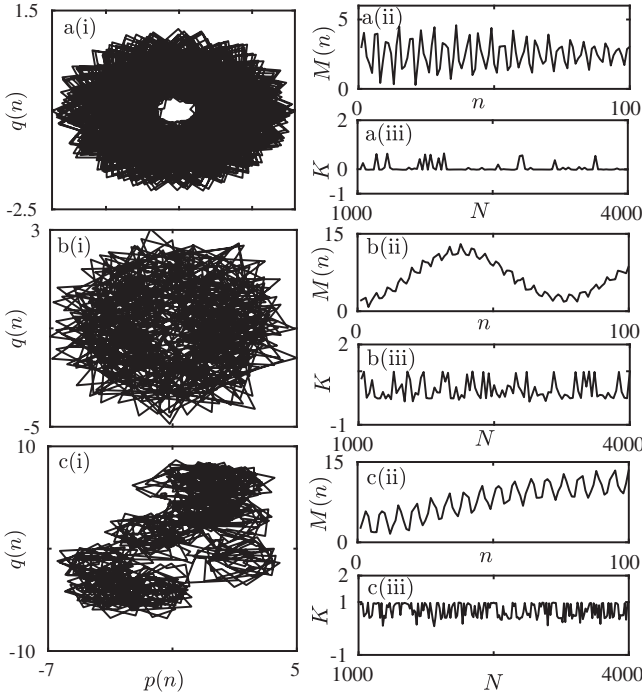 1.5
a(i)
q(n)
-2.5
5
a(ii)
M(n)
0
0
n
100
2
a(iii)
K
-1
1000
N
4000
3
b(i)
q(n)
-5
15
b(ii)
M(n)
0
0
n
100
2
b(iii)
K
-1
1000
N
4000
10
c(i)
q(n)
-10
-7
p(n)
5
15
c(ii)
M(n)
0
0
n
100
2
c(iii)
1
K
-1
1000
N
4000